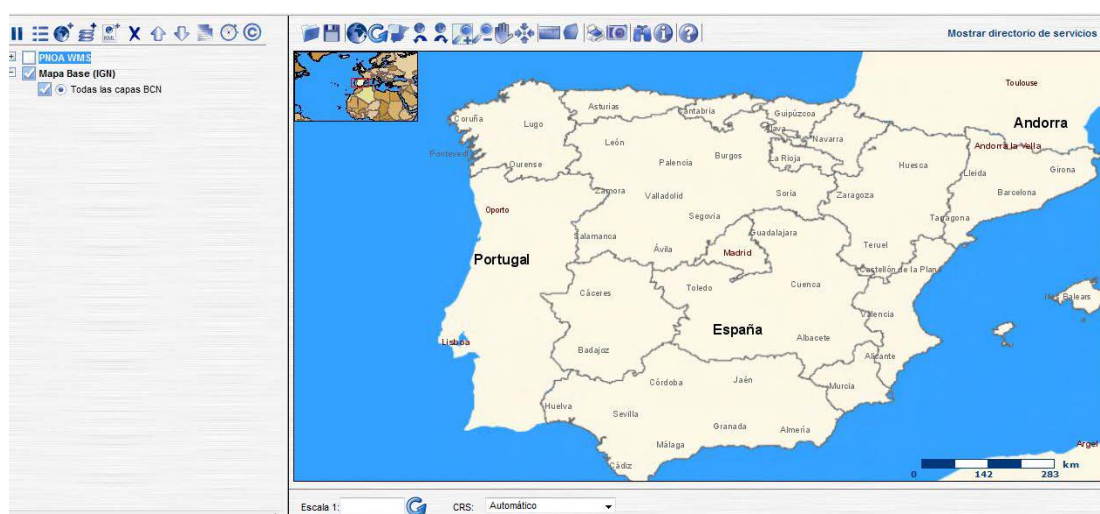 Mostrar directorio de servicios
PNOA WMS
Mapa Base (IGN)
Todas las capas BCN
Toulouse
Andorra
Andorra la Vella
Coruña
Lugo
Asturias
Cantabria
Guipúzcoa
Álava
Navarra
Pontevedra
Ourense
León
Palencia
Burgos
La Rioja
Huesca
Lleida
Girona
Barcelona
Zamora
Valladolid
Soria
Zaragoza
Tarragona
Oporto
Segovia
Salamanca
Ávila
Guadalajara
Madrid
Teruel
Castellón de la Plana
Portugal
Cáceres
Toledo
Cuenca
Illes Balears
Valencia
España
Lisboa
Badajoz
Albacete
Alicante
Córdoba
Jaén
Murcia
Huelva
Sevilla
Granada
Almería
Málaga
Cádiz
Argel
km
0 142 283
Escala 1:
CRS: Automático